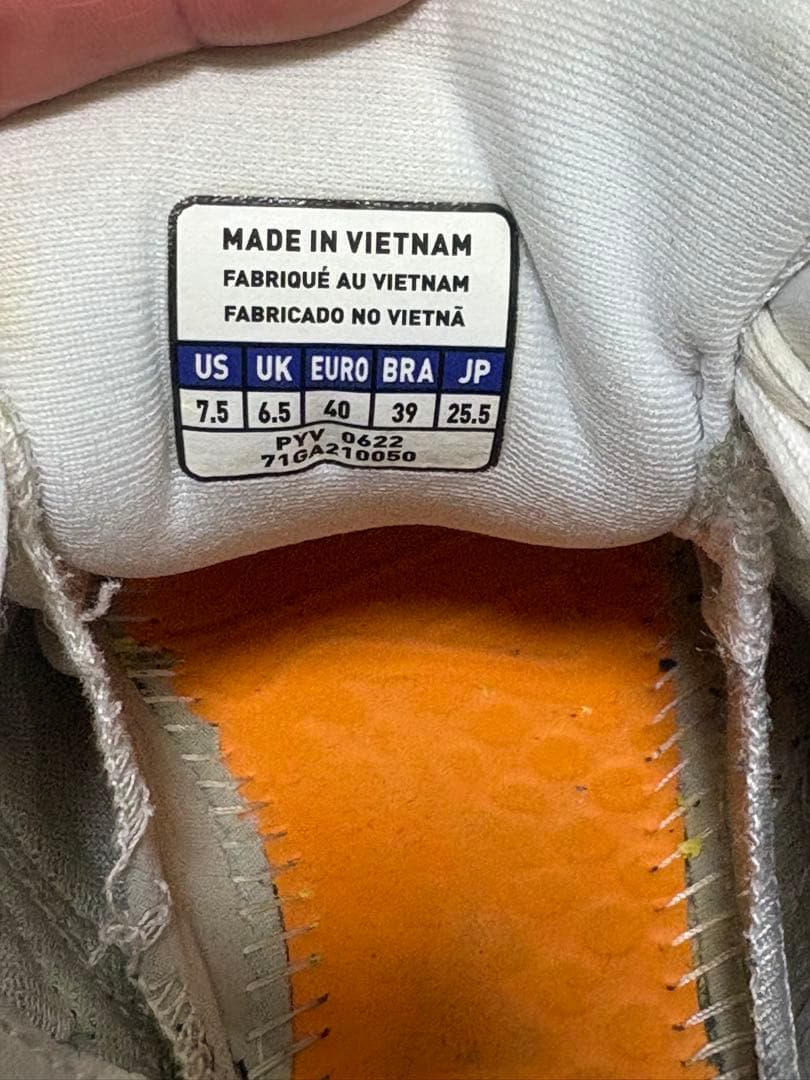 MADE IN VIETNAM
FABRIQUÉ AU VIETNAM
FABRICADO NO VIETNÃ
US UK EURO BRA JP
7.5 6.5 40 39 25.5
PYV 0622
71GA210050